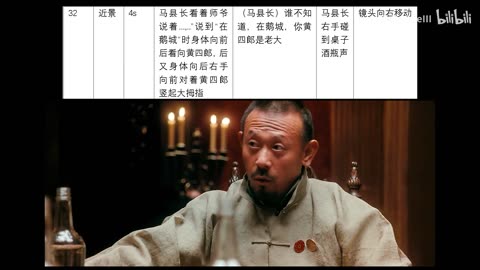 32
近景
4s
马县长看着师爷
说着……"说到"在
鹅城"时身体向前
后看向黄四郎，后
又身体向后右手
向前对着黄四郎
竖起大拇指
（马县长）谁不知
道，在鹅城，你黄
四郎是老大
马县长
右手碰
到桌子
酒瓶声
镜头向右移动
bilibili